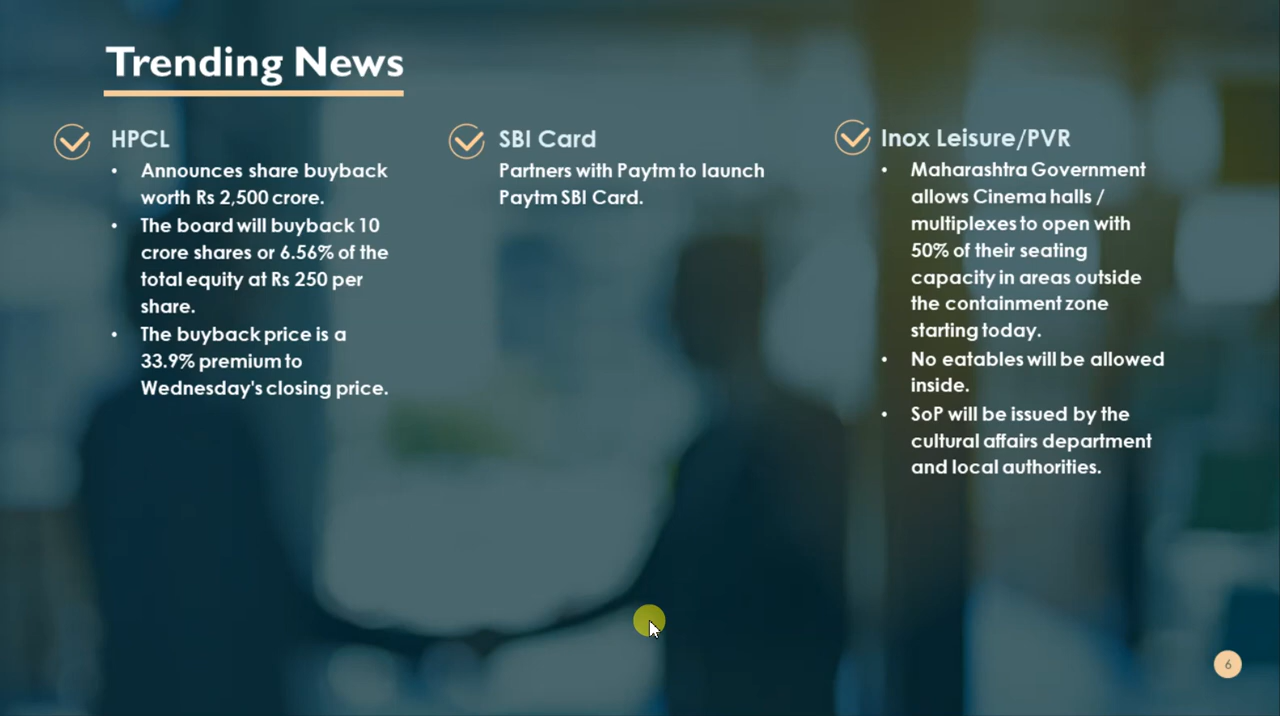 Trending News
HPCL
• Announces share buyback
worth Rs 2,500 crore.
• The board will buyback 10
crore shares or 6.56% of the
total equity at Rs 250 per
share.
• The buyback price is a
33.9% premium to
Wednesday's closing price.
SBI Card
Partners with Paytm to launch
Paytm SBI Card.
Inox Leisure/PVR
• Maharashtra Government
allows Cinema halls /
multiplexes to open with
50% of their seating
capacity in areas outside
the containment zone
starting today.
• No eatables will be allowed
inside.
• SoP will be issued by the
cultural affairs department
and local authorities.
6